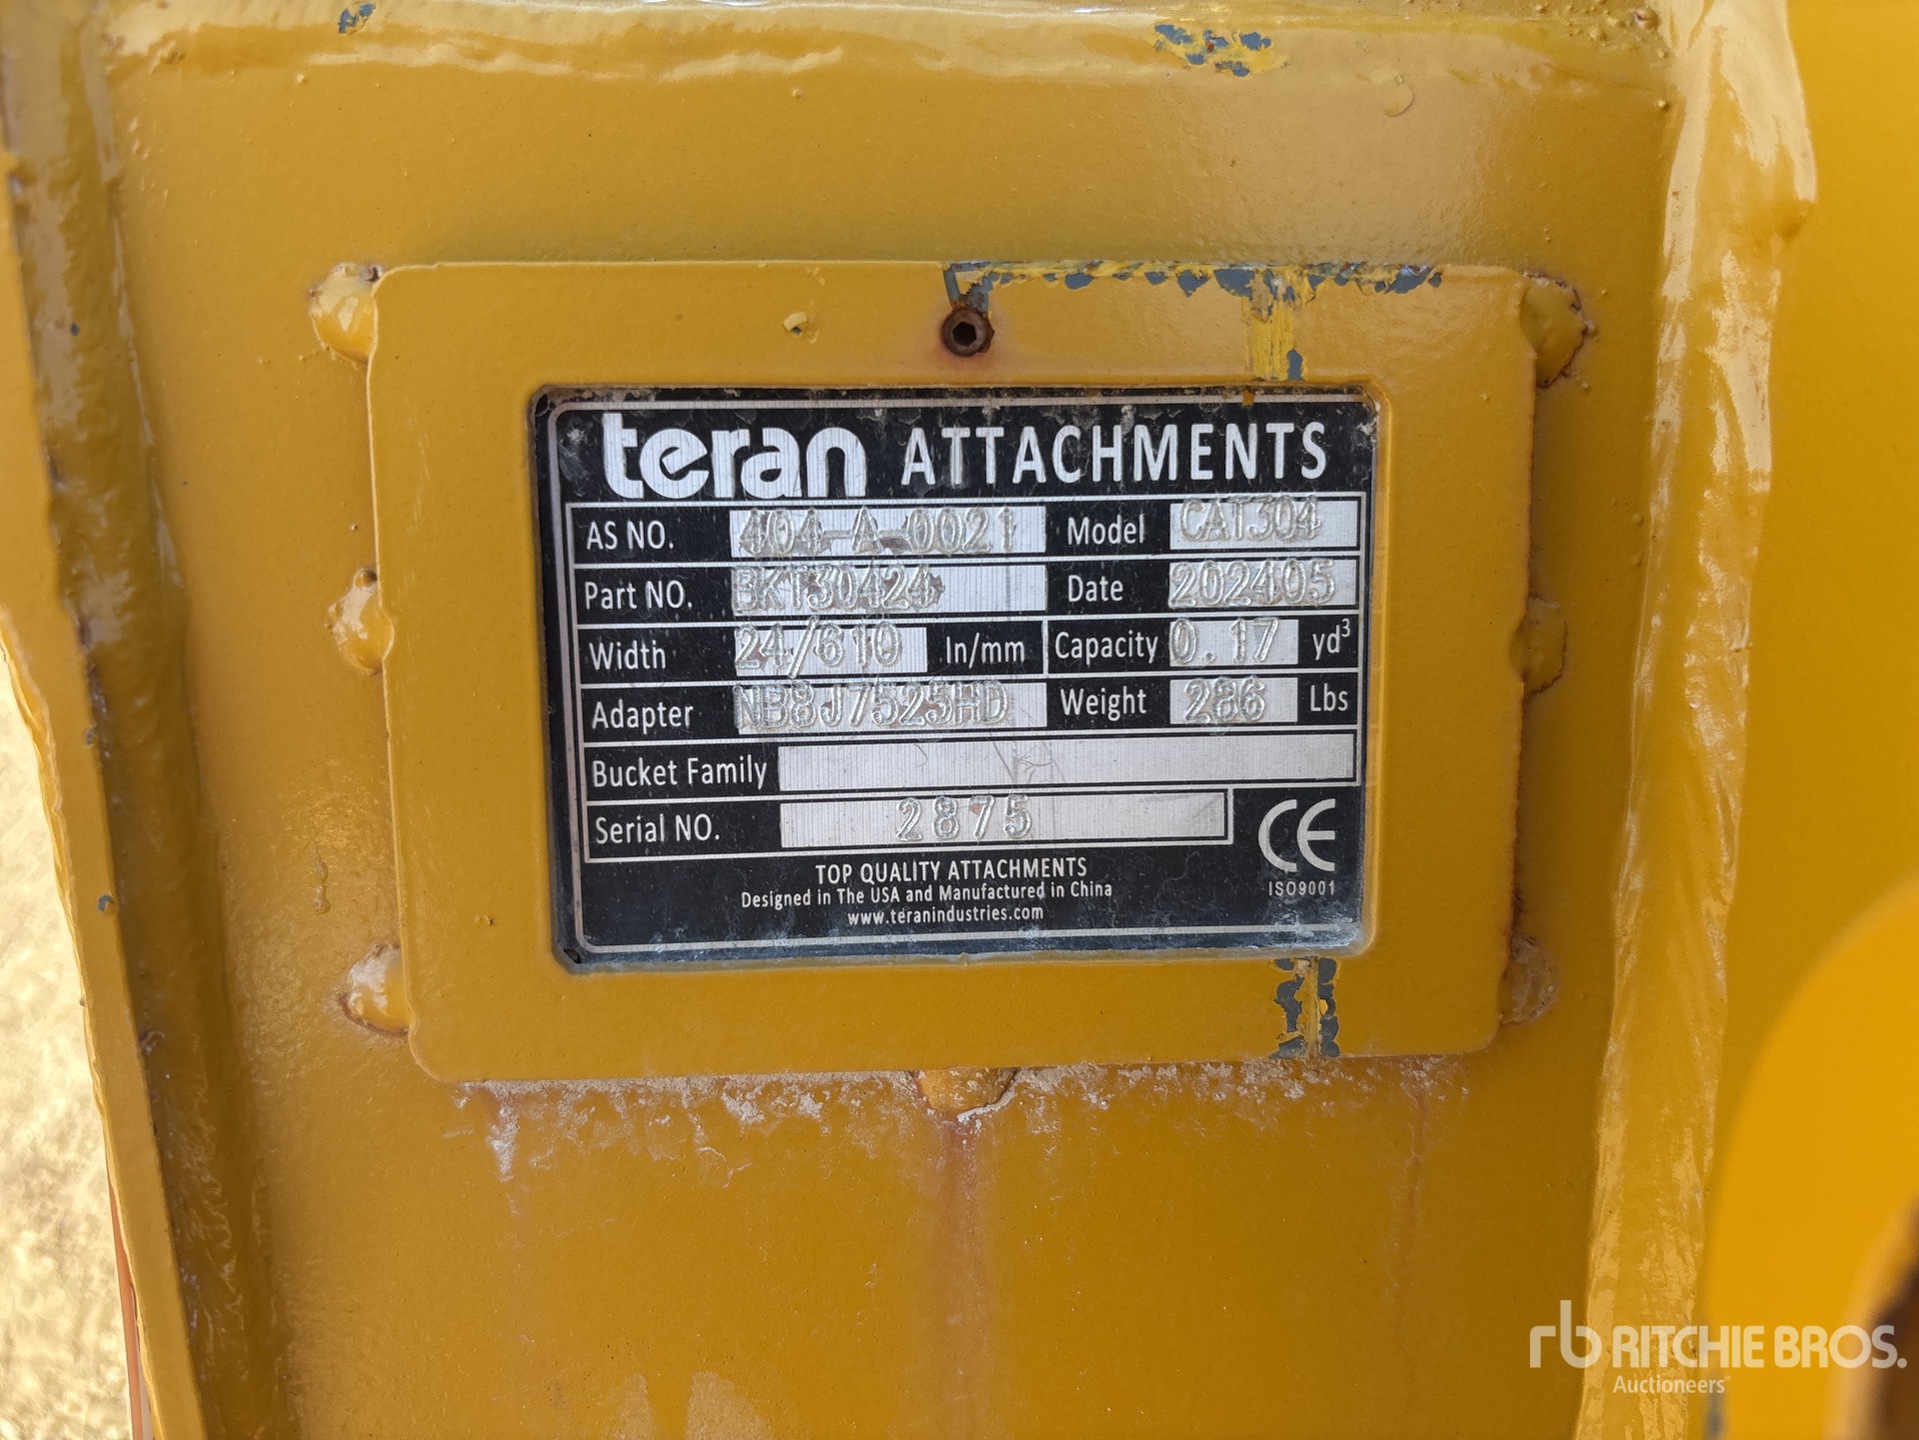 teran ATTACHMENTS
AS NO. 404-A-0021 Model CAT304
Part NO. BKT30424 Date 202405
Width 24/610 In/mm Capacity 0.17 yd³
Adapter NB8J7525HD Weight 286 Lbs
Bucket Family
Serial NO. 2875
CE
ISO9001
TOP QUALITY ATTACHMENTS
Designed in The USA and Manufactured in China
www.teranindustries.com
rb RITCHIE BROS.
Auctioneers